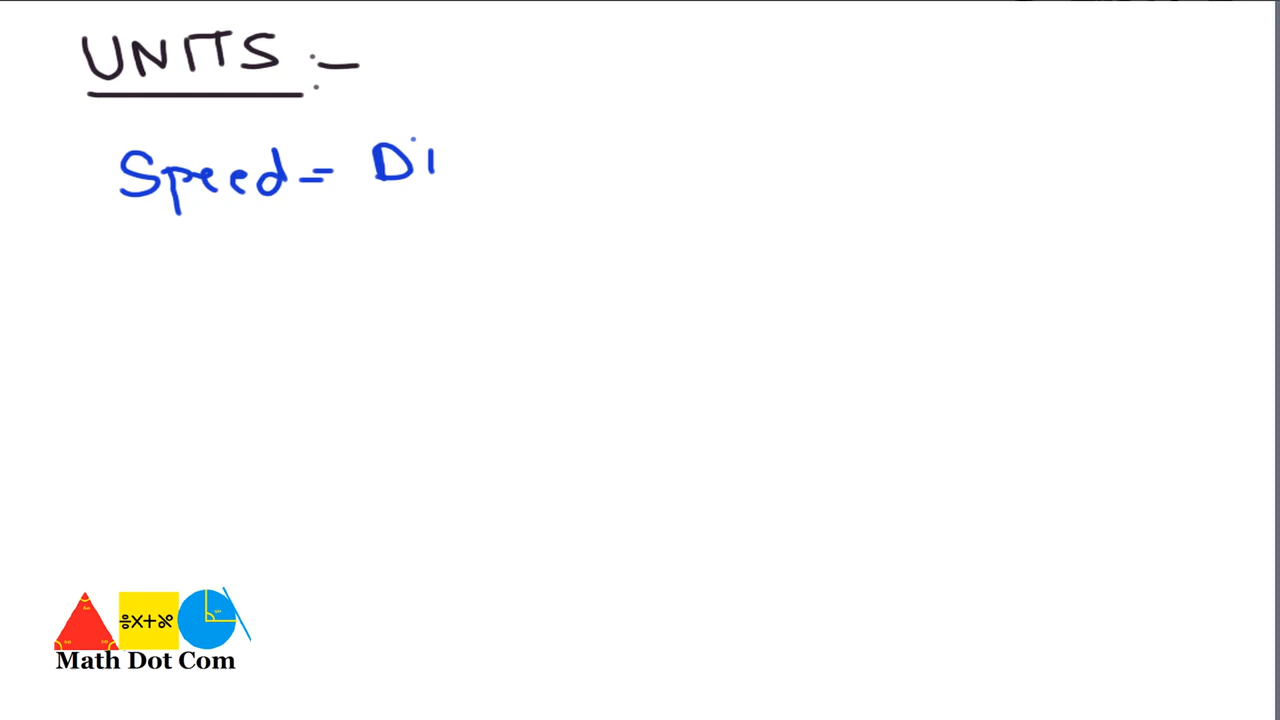 UNITS :-
Speed = Di
÷x+%
Math Dot Com